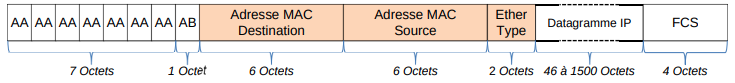 AA AA AA AA AA AA AA AB Adresse MAC Destination Adresse MAC Source Ether Type Datagramme IP FCS
7 Octets 1 Octet 6 Octets 6 Octets 2 Octets 46 à 1500 Octets 4 Octets